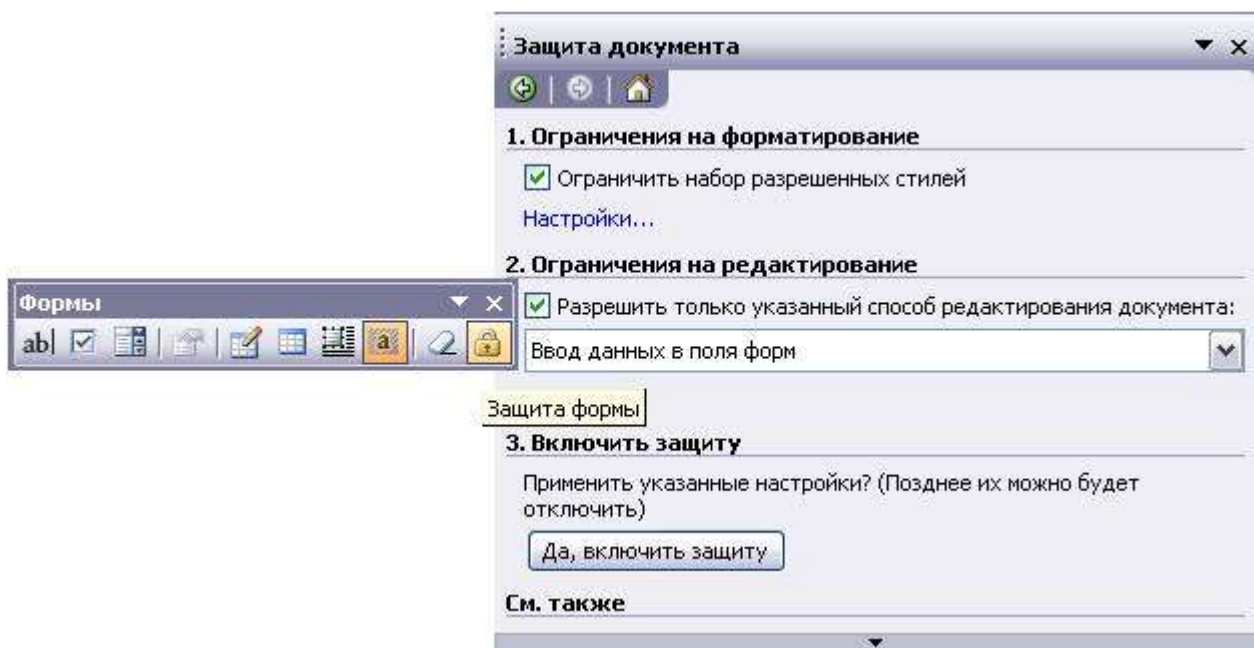 Защита документа
1. Ограничения на форматирование
Ограничить набор разрешенных стилей
Настройки...
2. Ограничения на редактирование
Разрешить только указанный способ редактирования документа:
Ввод данных в поля форм
Формы
ab
a
Защита формы
3. Включить защиту
Применить указанные настройки? (Позднее их можно будет
отключить)
Да, включить защиту
См. также